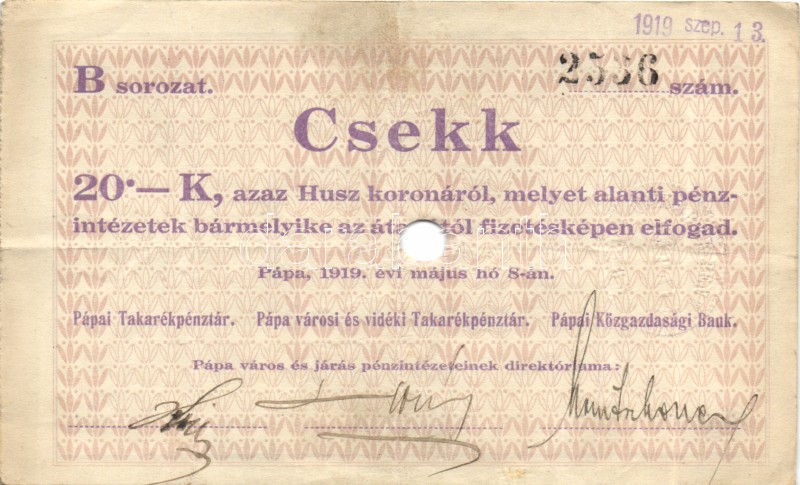 1919 szep. 13.
B sorozat. 2556 szám.
Csekk
20·— K, azaz Husz koronáról, melyet alanti pénz-
intézetek bármelyike az át tól fizetésképen elfogad.
Pápa, 1919. évi május hó 8-án.
Pápai Takarékpénztár. Pápa városi és vidéki Takarékpénztár. Pápai Közgazdasági Bank.
Pápa város és járás pénzintézeteinek direktóriuma: